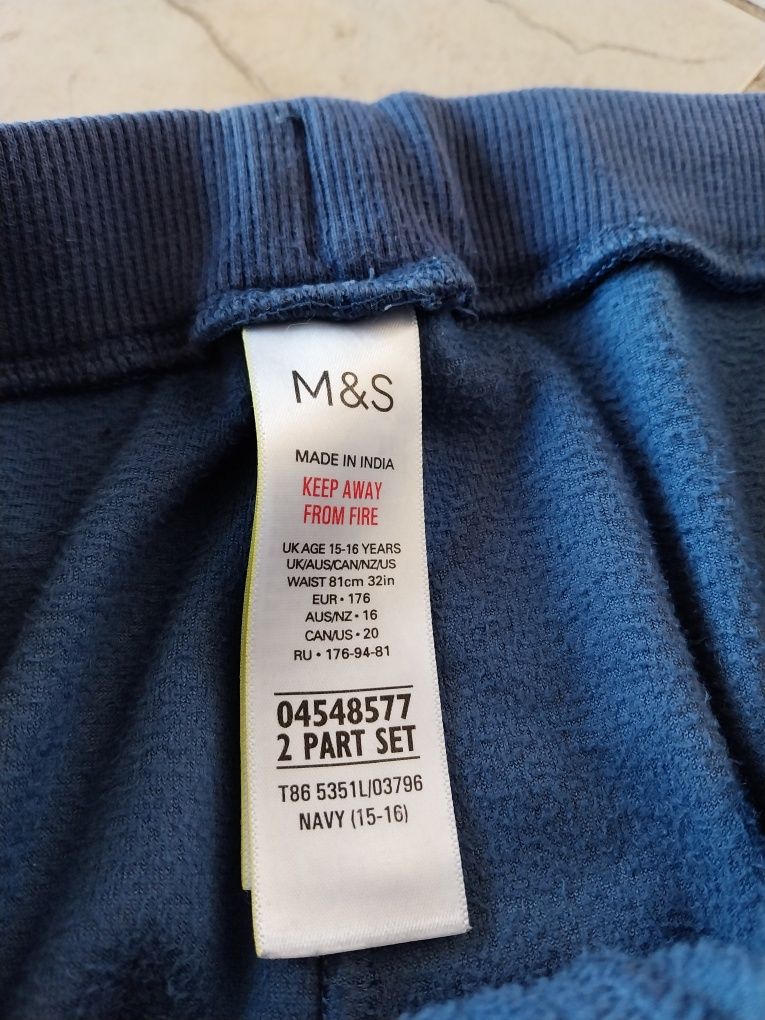 M&S
MADE IN INDIA
KEEP AWAY
FROM FIRE
UK AGE 15-16 YEARS
UK/AUS/CAN/NZ/US
WAIST 81cm 32in
EUR • 176
AUS/NZ • 16
CAN/US • 20
RU • 176-94-81
04548577
2 PART SET
T86 5351L/03796
NAVY (15-16)